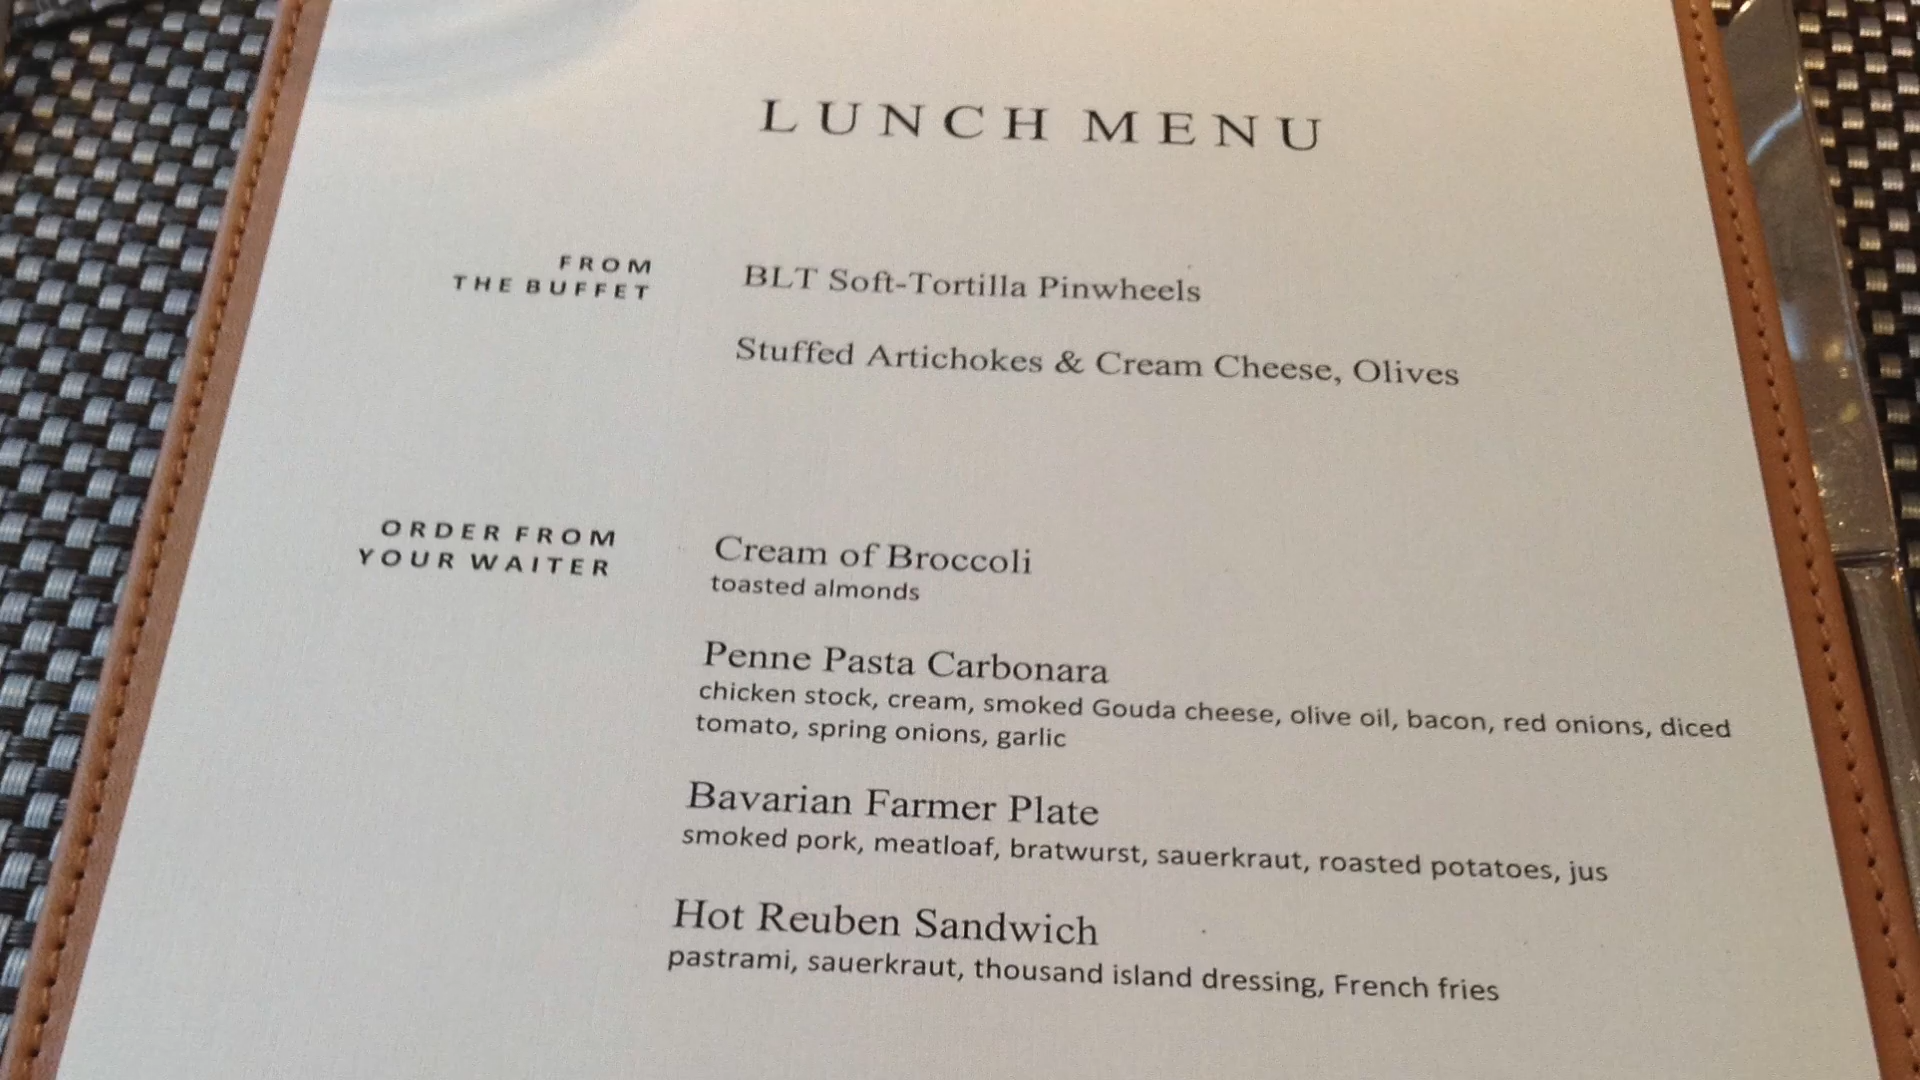 LUNCH MENU
FROM
THE BUFFET
BLT Soft-Tortilla Pinwheels
Stuffed Artichokes & Cream Cheese, Olives
ORDER FROM
YOUR WAITER
Cream of Broccoli
toasted almonds
Penne Pasta Carbonara
chicken stock, cream, smoked Gouda cheese, olive oil, bacon, red onions, diced
tomato, spring onions, garlic
Bavarian Farmer Plate
smoked pork, meatloaf, bratwurst, sauerkraut, roasted potatoes, jus
Hot Reuben Sandwich
pastrami, sauerkraut, thousand island dressing, French fries